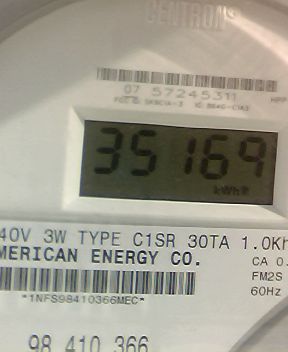 CENTRON®
07 57245311
35169
kWhR
40V 3W TYPE C1SR 30TA 1.0Kh
MERICAN ENERGY CO.
CA 0.
FM2S
*1NFS98410366MEC*
60Hz
98 410 366